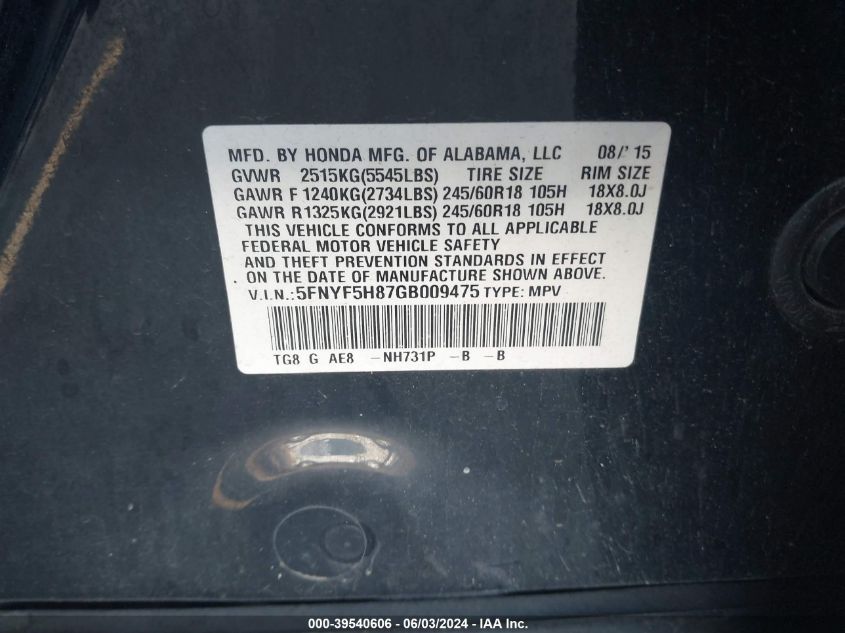 MFD. BY HONDA MFG. OF ALABAMA, LLC 08/'15
GVWR 2515KG(5545LBS) TIRE SIZE RIM SIZE
GAWR F 1240KG(2734LBS) 245/60R18 105H 18X8.0J
GAWR R 1325KG(2921LBS) 245/60R18 105H 18X8.0J
THIS VEHICLE CONFORMS TO ALL APPLICABLE
FEDERAL MOTOR VEHICLE SAFETY
AND THEFT PREVENTION STANDARDS IN EFFECT
ON THE DATE OF MANUFACTURE SHOWN ABOVE.
V.I.N.:5FNYF5H87GB009475 TYPE: MPV
TG8 G AE8 -NH731P -B -B
000-39540606 - 06/03/2024 - IAA Inc.